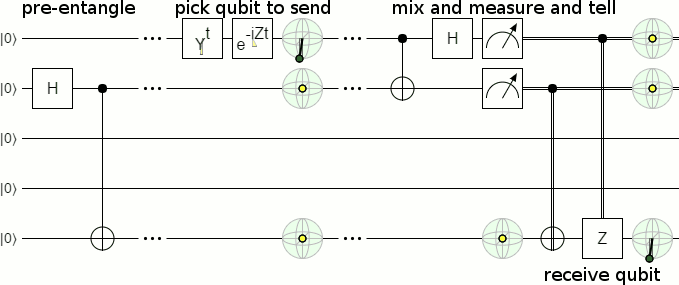 pre-entangle pick qubit to send mix and measure and tell
|0⟩ ... Y^t e^-iZt ... H
|0⟩ H ... ...
|0⟩
|0⟩
|0⟩ ... ... Z
receive qubit